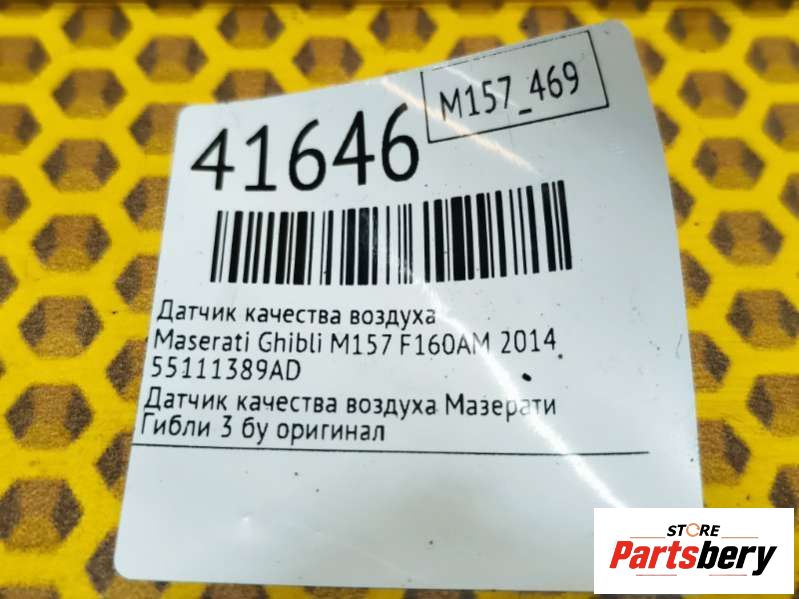 M157_469
41646
Датчик качества воздуха
Maserati Ghibli M157 F160AM 2014
55111389AD
Датчик качества воздуха Мазерати
Гибли 3 бу оригинал
STORE
Partsbery